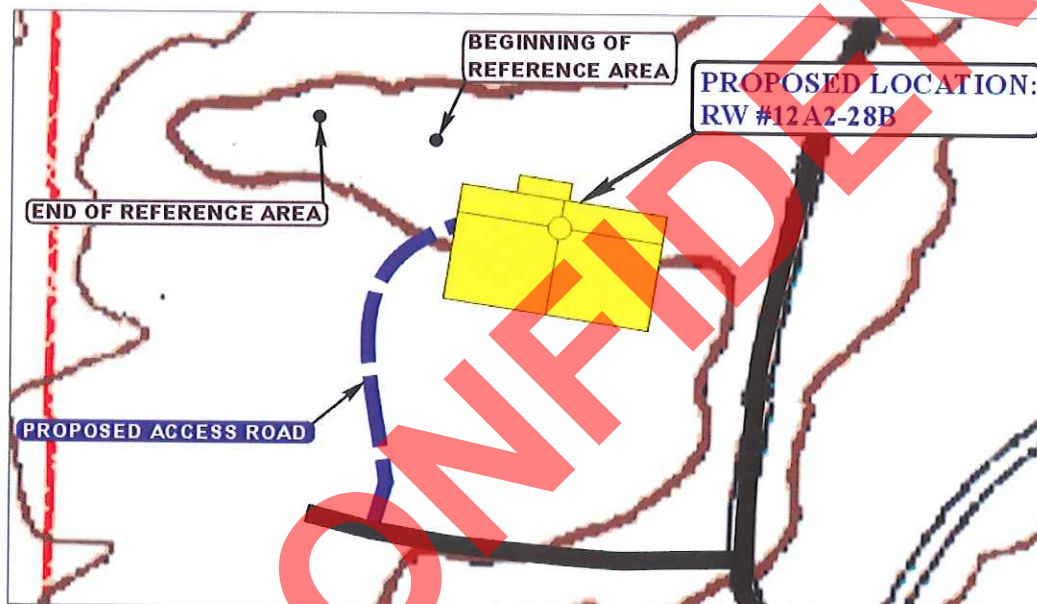 BEGINNING OF
REFERENCE AREA
PROPOSED LOCATION:
RW #12A2-28B
END OF REFERENCE AREA
PROPOSED ACCESS ROAD
ONFIDEN